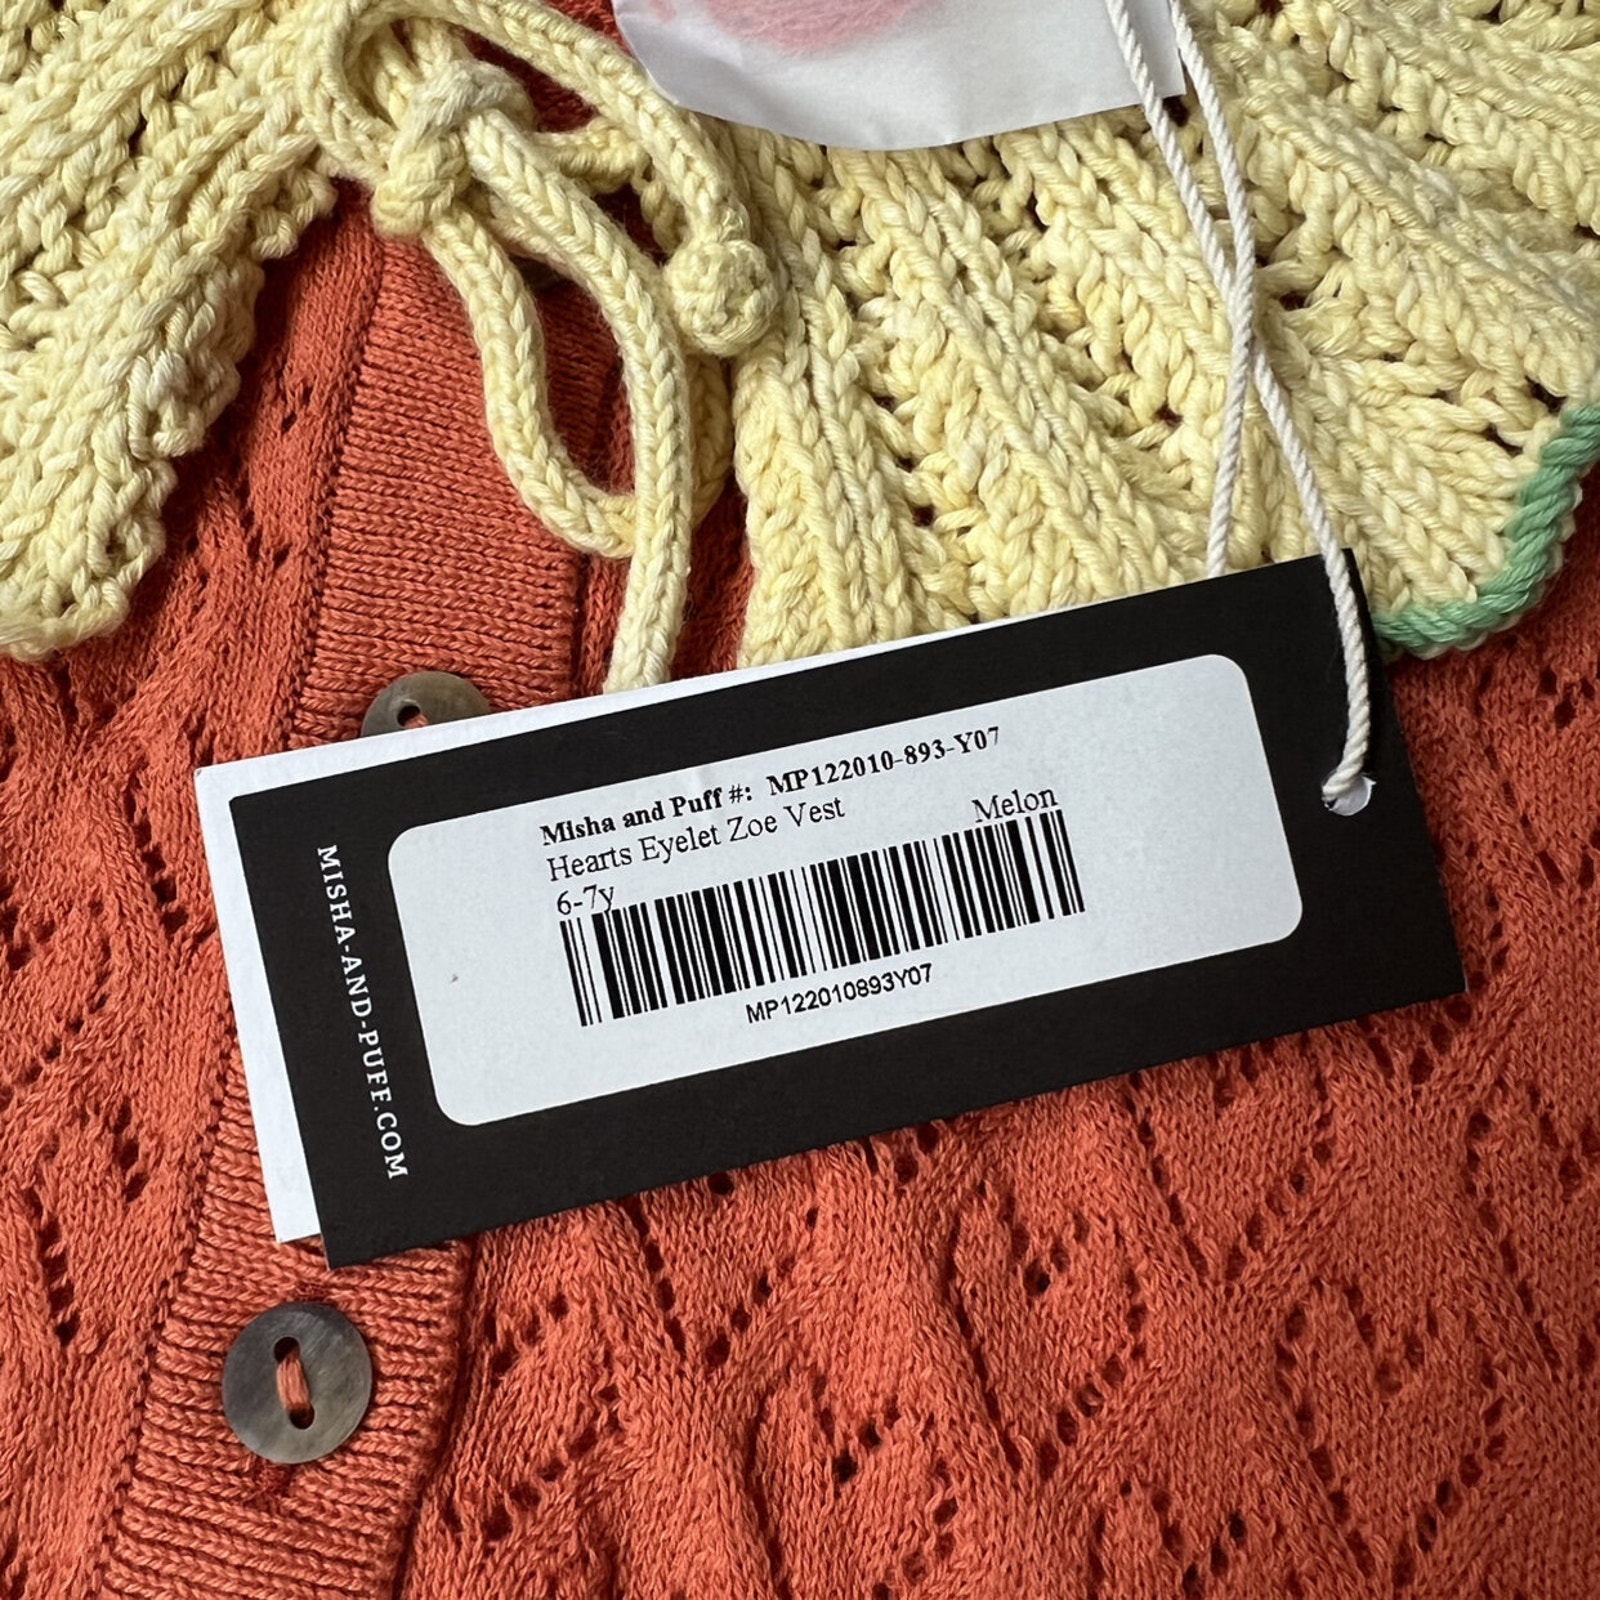 Misha and Puff #: MP122010-893-Y07
Hearts Eyelet Zoe Vest Melon
6-7y
MP122010893Y07
MISHA-AND-PUFF.COM